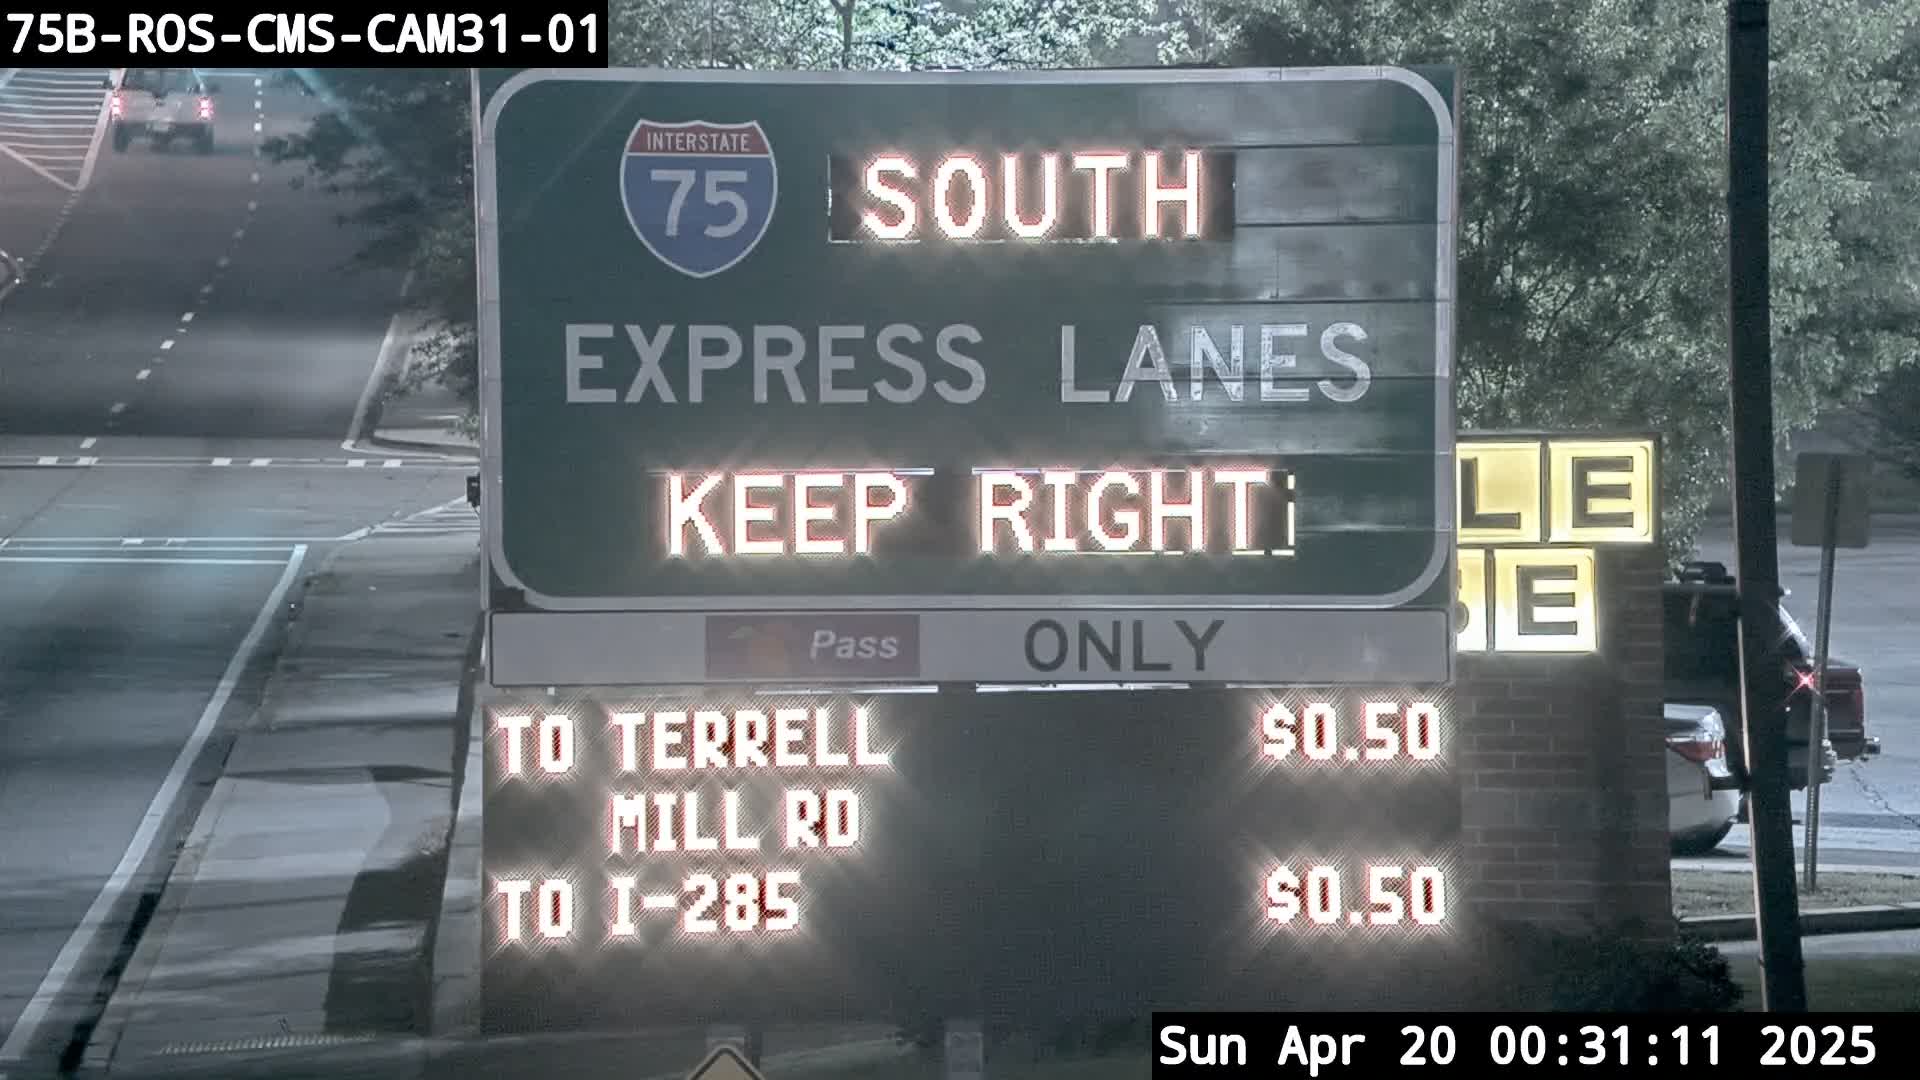 75B-ROS-CMS-CAM31-01
INTERSTATE
75
SOUTH
EXPRESS LANES
KEEP RIGHT
Pass ONLY
TO TERRELL $0.50
MILL RD
TO I-285 $0.50
LE
E
Sun Apr 20 00:31:11 2025